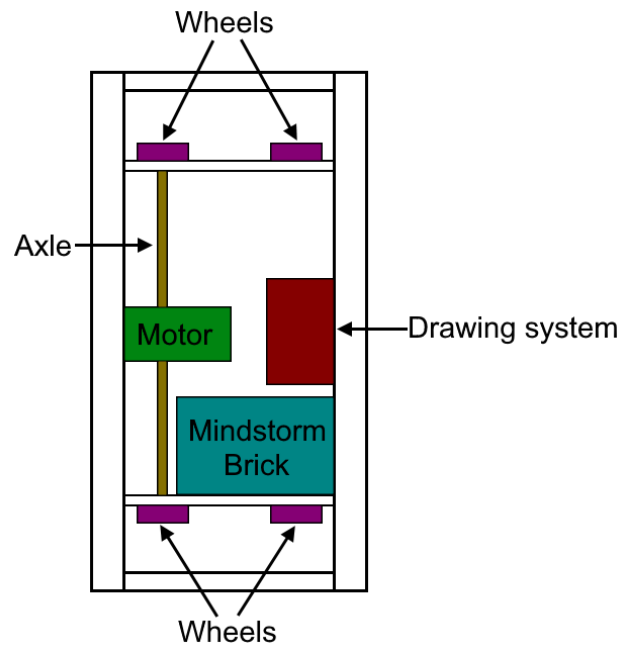 Wheels
Axle
Motor
Drawing system
Mindstorm
Brick
Wheels